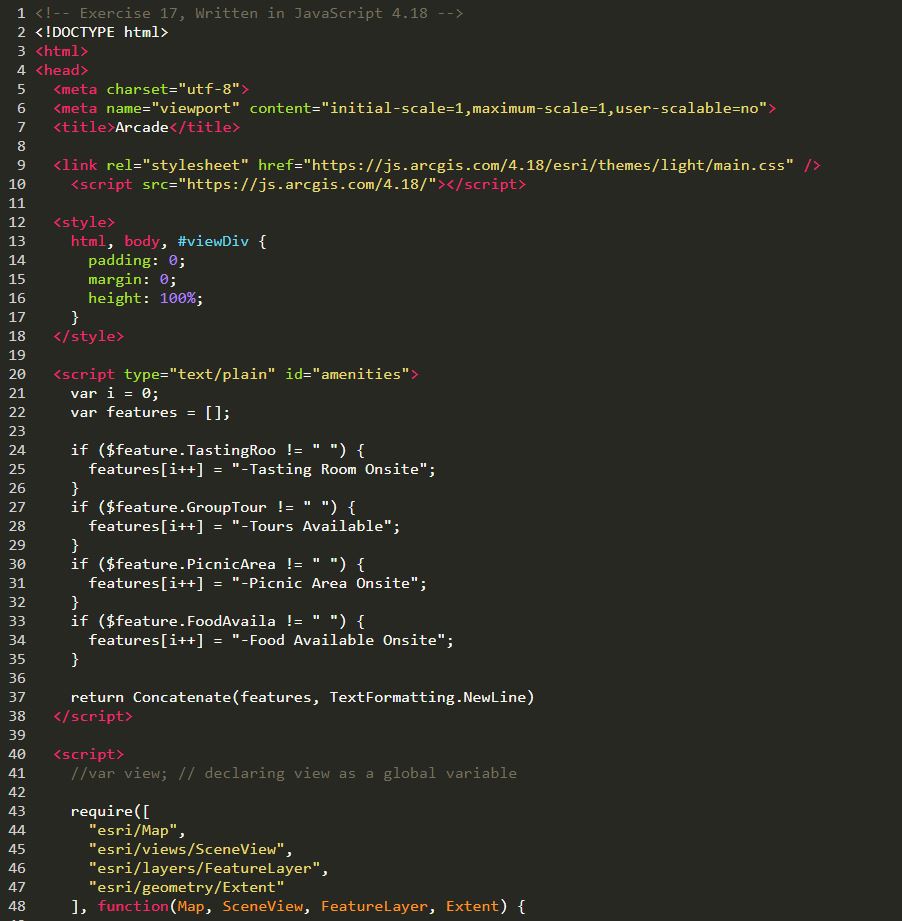 1 <!-- Exercise 17, Written in JavaScript 4.18 -->
2 <!DOCTYPE html>
3 <html>
4 <head>
5   <meta charset="utf-8">
6   <meta name="viewport" content="initial-scale=1,maximum-scale=1,user-scalable=no">
7   <title>Arcade</title>
8
9   <link rel="stylesheet" href="https://js.arcgis.com/4.18/esri/themes/light/main.css" />
10     <script src="https://js.arcgis.com/4.18/"></script>
11
12   <style>
13     html, body, #viewDiv {
14       padding: 0;
15       margin: 0;
16       height: 100%;
17     }
18   </style>
19
20   <script type="text/plain" id="amenities">
21     var i = 0;
22     var features = [];
23
24     if ($feature.TastingRoo != " ") {
25       features[i++] = "-Tasting Room Onsite";
26     }
27     if ($feature.GroupTour != " ") {
28       features[i++] = "-Tours Available";
29     }
30     if ($feature.PicnicArea != " ") {
31       features[i++] = "-Picnic Area Onsite";
32     }
33     if ($feature.FoodAvaila != " ") {
34       features[i++] = "-Food Available Onsite";
35     }
36
37     return Concatenate(features, TextFormatting.NewLine)
38   </script>
39
40   <script>
41     //var view; // declaring view as a global variable
42
43     require([
44       "esri/Map",
45       "esri/views/SceneView",
46       "esri/layers/FeatureLayer",
47       "esri/geometry/Extent"
48     ], function(Map, SceneView, FeatureLayer, Extent) {